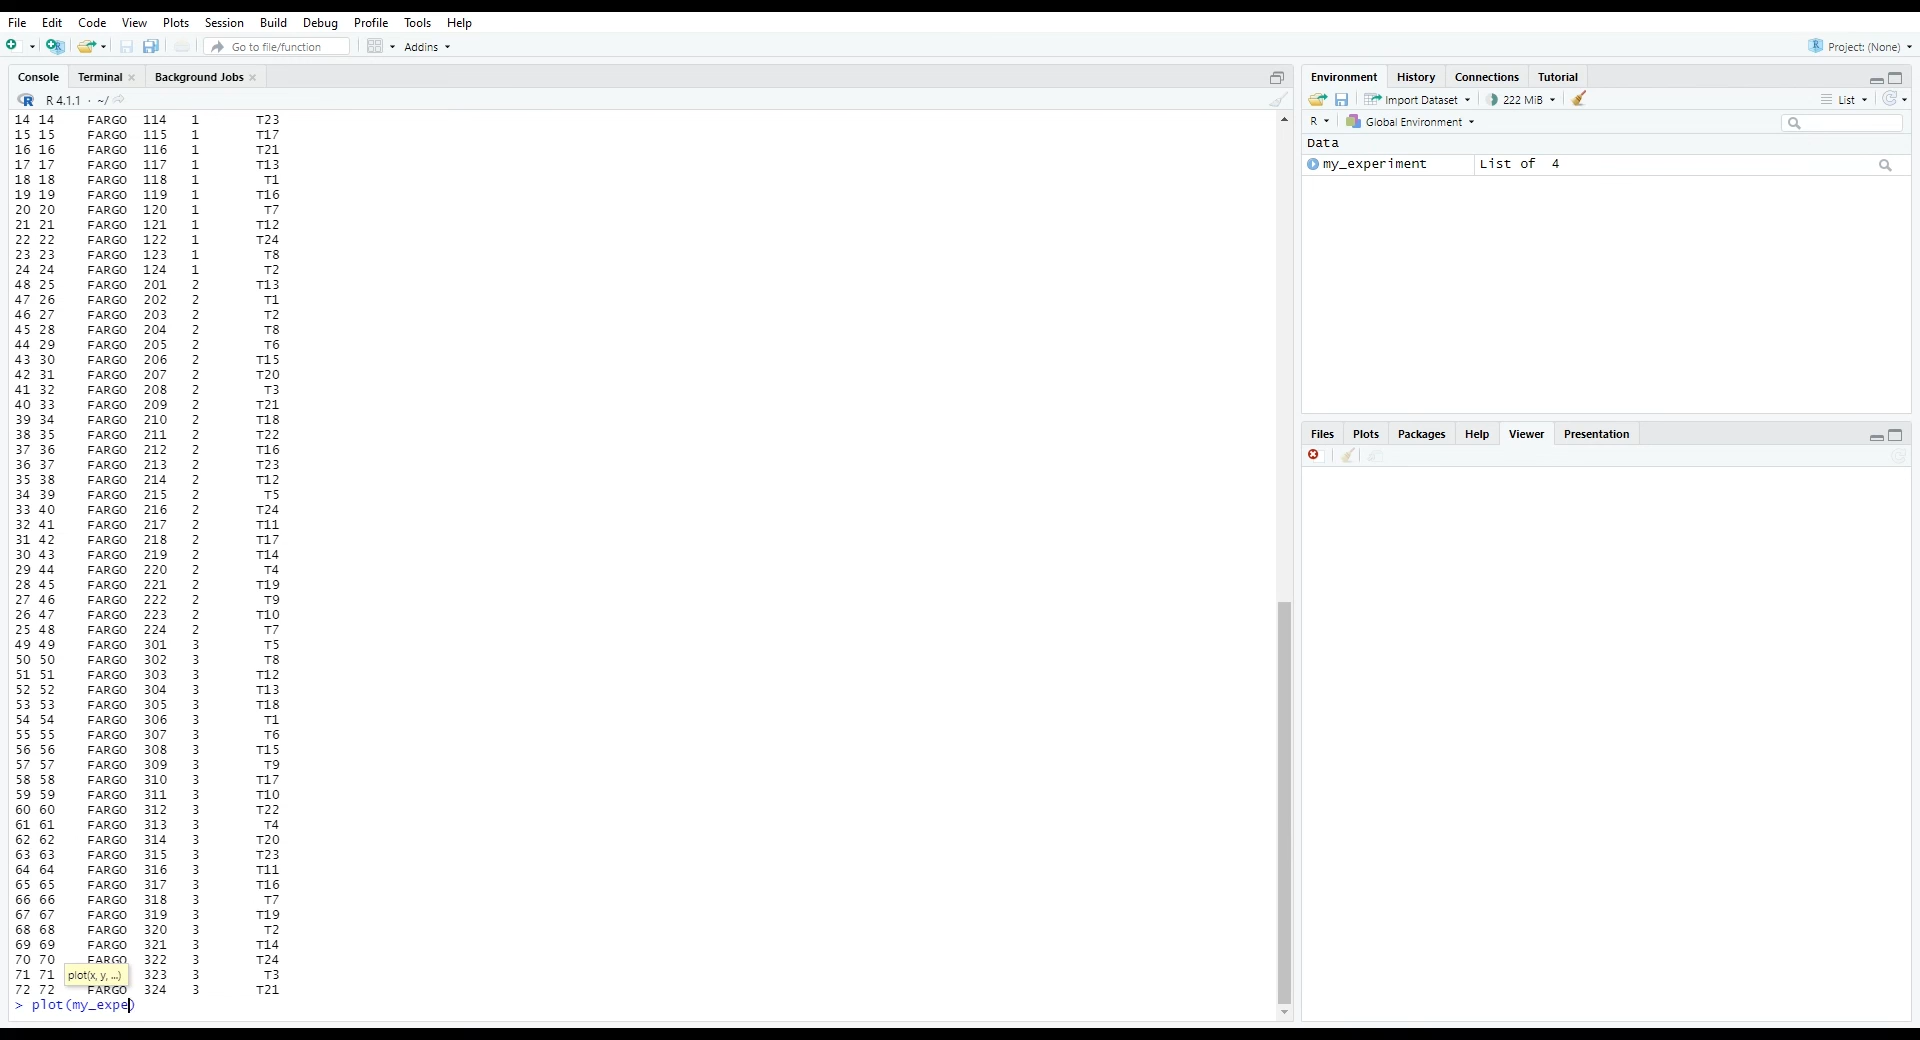 File Edit Code View Plots Session Build Debug Profile Tools Help
Go to file/function Addins Project: (None)
Console Terminal Background Jobs
R 4.1.1 · ~/
14 14 FARGO 114 1 T23
15 15 FARGO 115 1 T17
16 16 FARGO 116 1 T21
17 17 FARGO 117 1 T13
18 18 FARGO 118 1 T1
19 19 FARGO 119 1 T16
20 20 FARGO 120 1 T7
21 21 FARGO 121 1 T12
22 22 FARGO 122 1 T24
23 23 FARGO 123 1 T8
24 24 FARGO 124 1 T2
48 25 FARGO 201 2 T13
47 26 FARGO 202 2 T1
46 27 FARGO 203 2 T2
45 28 FARGO 204 2 T8
44 29 FARGO 205 2 T6
43 30 FARGO 206 2 T15
42 31 FARGO 207 2 T20
41 32 FARGO 208 2 T3
40 33 FARGO 209 2 T21
39 34 FARGO 210 2 T18
38 35 FARGO 211 2 T22
37 36 FARGO 212 2 T16
36 37 FARGO 213 2 T23
35 38 FARGO 214 2 T12
34 39 FARGO 215 2 T5
33 40 FARGO 216 2 T24
32 41 FARGO 217 2 T11
31 42 FARGO 218 2 T17
30 43 FARGO 219 2 T14
29 44 FARGO 220 2 T4
28 45 FARGO 221 2 T19
27 46 FARGO 222 2 T9
26 47 FARGO 223 2 T10
25 48 FARGO 224 2 T7
49 49 FARGO 301 3 T5
50 50 FARGO 302 3 T8
51 51 FARGO 303 3 T12
52 52 FARGO 304 3 T13
53 53 FARGO 305 3 T18
54 54 FARGO 306 3 T1
55 55 FARGO 307 3 T6
56 56 FARGO 308 3 T15
57 57 FARGO 309 3 T9
58 58 FARGO 310 3 T17
59 59 FARGO 311 3 T10
60 60 FARGO 312 3 T22
61 61 FARGO 313 3 T4
62 62 FARGO 314 3 T20
63 63 FARGO 315 3 T23
64 64 FARGO 316 3 T11
65 65 FARGO 317 3 T16
66 66 FARGO 318 3 T7
67 67 FARGO 319 3 T19
68 68 FARGO 320 3 T2
69 69 FARGO 321 3 T14
70 70 FARGO 322 3 T24
71 71 323 3 T3
plot(x, y, ...)
72 72 FARGO 324 3 T21
> plot(my_expe)
Environment History Connections Tutorial
Import Dataset 222 MiB List
R Global Environment
Data
my_experiment List of 4
Files Plots Packages Help Viewer Presentation